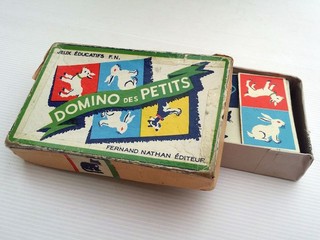 JEUX ÉDUCATIFS F.N.
DOMINO DES PETITS
FERNAND NATHAN ÉDITEUR